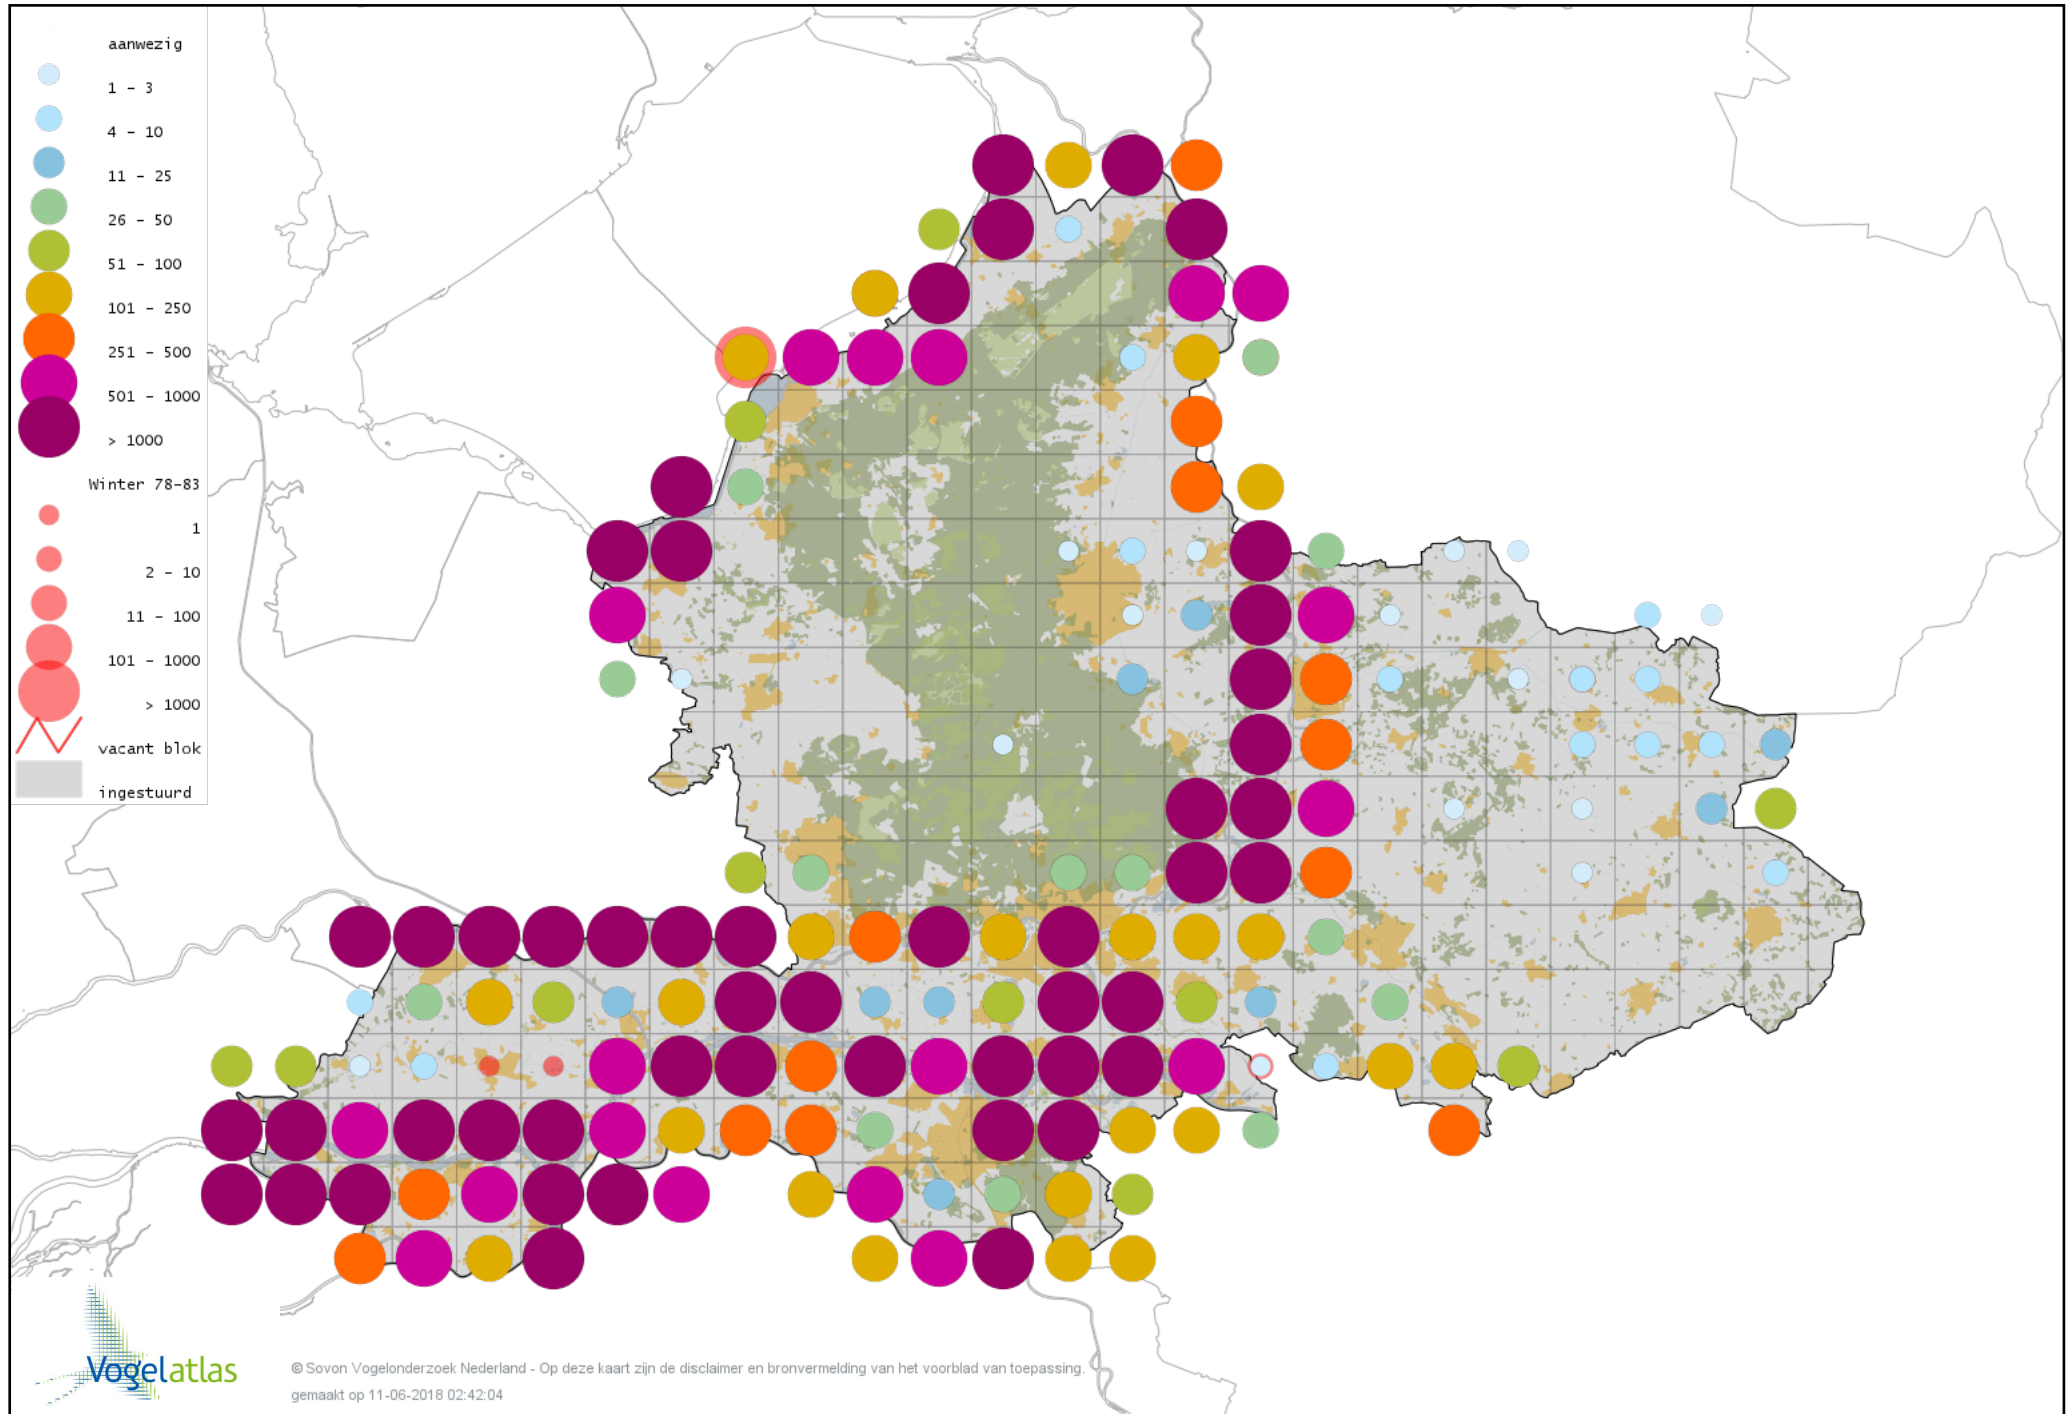 aanwezig
1 - 3
4 - 10
11 - 25
26 - 50
51 - 100
101 - 250
251 - 500
501 - 1000
> 1000
Winter 78-83
1
2 - 10
11 - 100
101 - 1000
> 1000
vacant blok
ingestuurd
Vogelatlas
© Sovon Vogelonderzoek Nederland - Op deze kaart zijn de disclaimer en bronvermelding van het voorblad van toepassing.
gemaakt op 11-06-2018 02:42:04